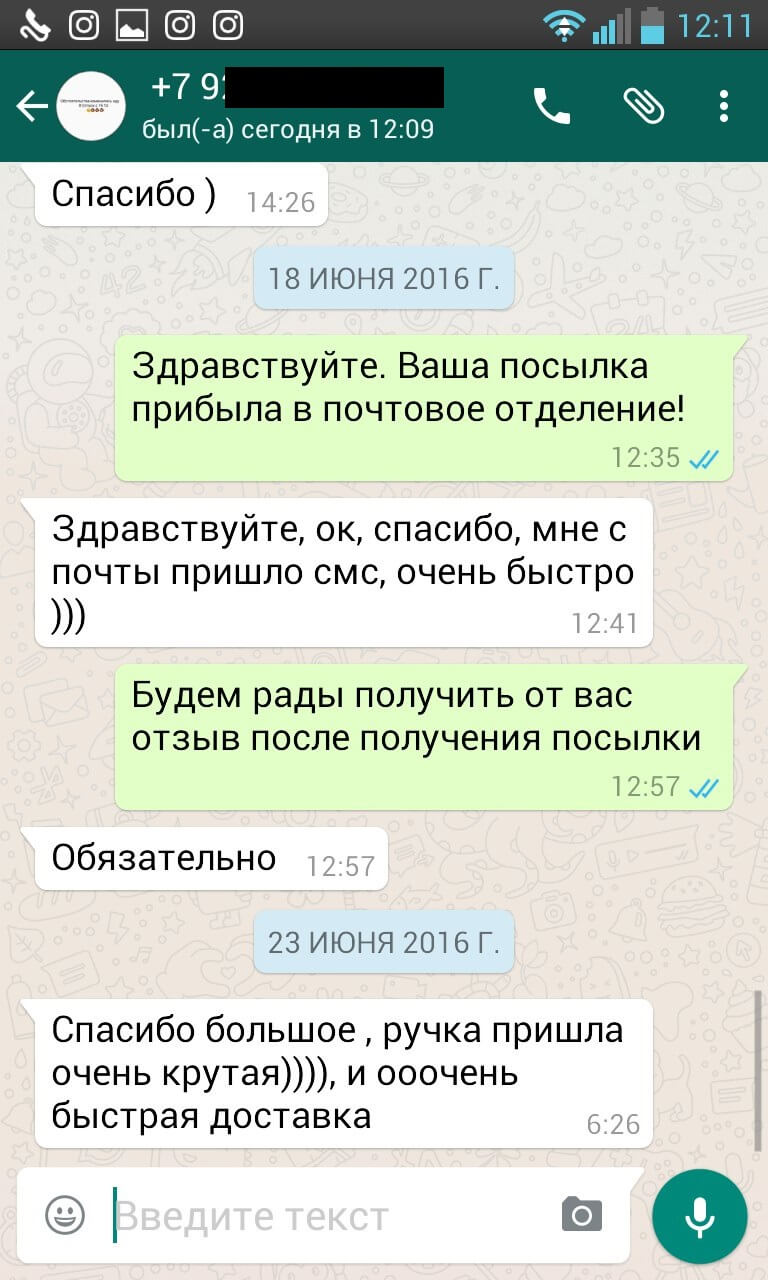 12:11
+7 92
был(-а) сегодня в 12:09
Спасибо ) 14:26
18 ИЮНЯ 2016 Г.
Здравствуйте. Ваша посылка
прибыла в почтовое отделение!
12:35
Здравствуйте, ок, спасибо, мне с
почты пришло смс, очень быстро
)))
12:41
Будем рады получить от вас
отзыв после получения посылки
12:57
Обязательно 12:57
23 ИЮНЯ 2016 Г.
Спасибо большое , ручка пришла
очень крутая)))), и ооочень
быстрая доставка
6:26
Введите текст